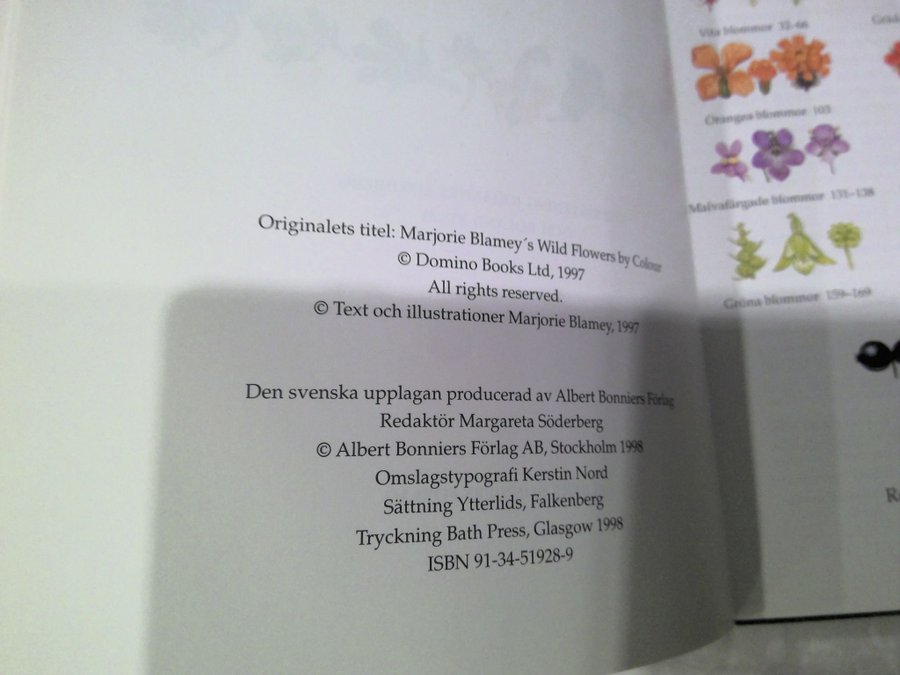 Originalets titel: Marjorie Blamey´s Wild Flowers by Colour
© Domino Books Ltd, 1997
All rights reserved.
© Text och illustrationer Marjorie Blamey, 1997
Den svenska upplagan producerad av Albert Bonniers Förlag
Redaktör Margareta Söderberg
© Albert Bonniers Förlag AB, Stockholm 1998
Omslagstypografi Kerstin Nord
Sättning Ytterlids, Falkenberg
Tryckning Bath Press, Glasgow 1998
ISBN 91-34-51928-9
Vita blommor 32–66
Orangea blommor 103
Malvafärgade blommor 131–138
Gröna blommor 159–169